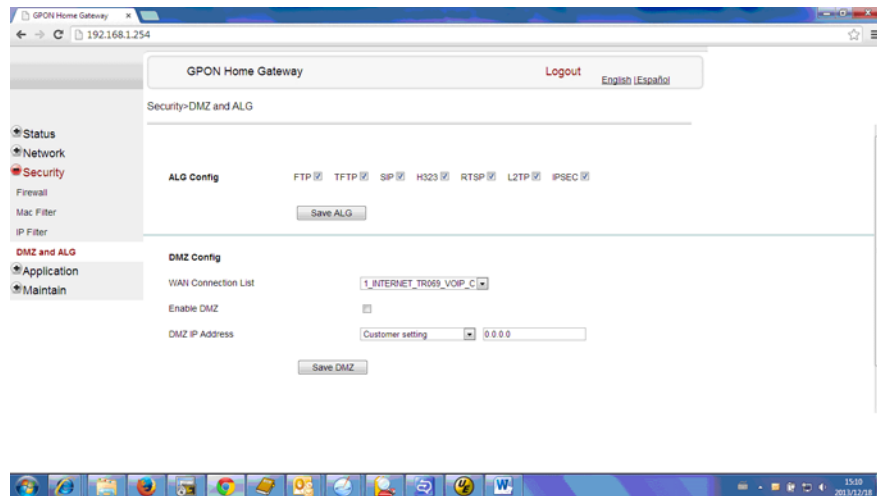 GPON Home Gateway
192.168.1.254
GPON Home Gateway
Logout
English |Español
Security>DMZ and ALG
Status
Network
Security
Firewall
Mac Filter
IP Filter
DMZ and ALG
Application
Maintain
ALG Config
FTP TFTP SIP H323 RTSP L2TP IPSEC
Save ALG
DMZ Config
WAN Connection List
1_INTERNET_TR069_VOIP_C
Enable DMZ
DMZ IP Address
Customer setting
0.0.0.0
Save DMZ
15:10
2013/12/18